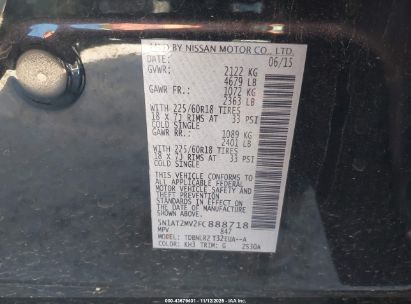 MFD BY NISSAN MOTOR CO., LTD.
DATE: 06/15
GVWR: 2122 KG
4679 LB
GAWR FR.: 1072 KG
2363 LB
WITH 225/60R18 TIRES
18 X 7J RIMS AT 33 PSI
COLD SINGLE
GAWR RR.: 1089 KG
2401 LB
WITH 225/60R18 TIRES
18 X 7J RIMS AT 33 PSI
COLD SINGLE
THIS VEHICLE CONFORMS TO ALL
APPLICABLE U.S. FEDERAL
MOTOR VEHICLE SAFETY AND
THEFT PREVENTION STANDARDS
IN EFFECT ON THE DATE OF
MANUFACTURE SHOWN ABOVE.
5N1AT2MV2FC888718
MPV 847
MODEL:
COLOR: KH3 TRIM: G 2530A